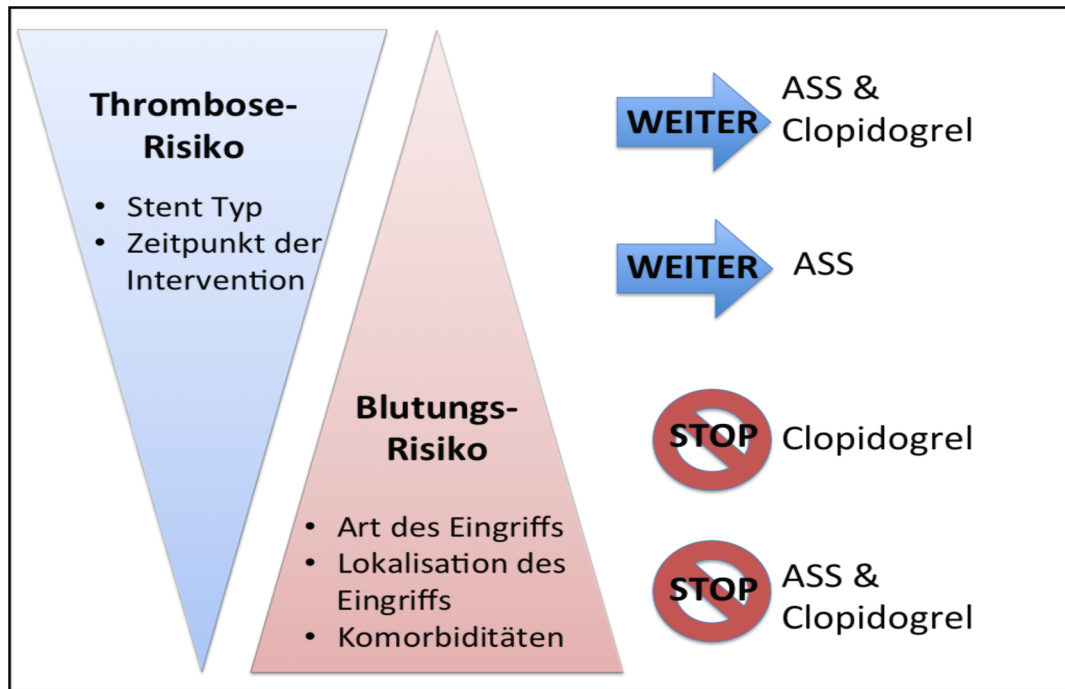 Thrombose-
Risiko
• Stent Typ
• Zeitpunkt der
Intervention
Blutungs-
Risiko
• Art des Eingriffs
• Lokalisation des
Eingriffs
• Komorbiditäten
WEITER
ASS &
Clopidogrel
WEITER
ASS
STOP
Clopidogrel
STOP
ASS &
Clopidogrel